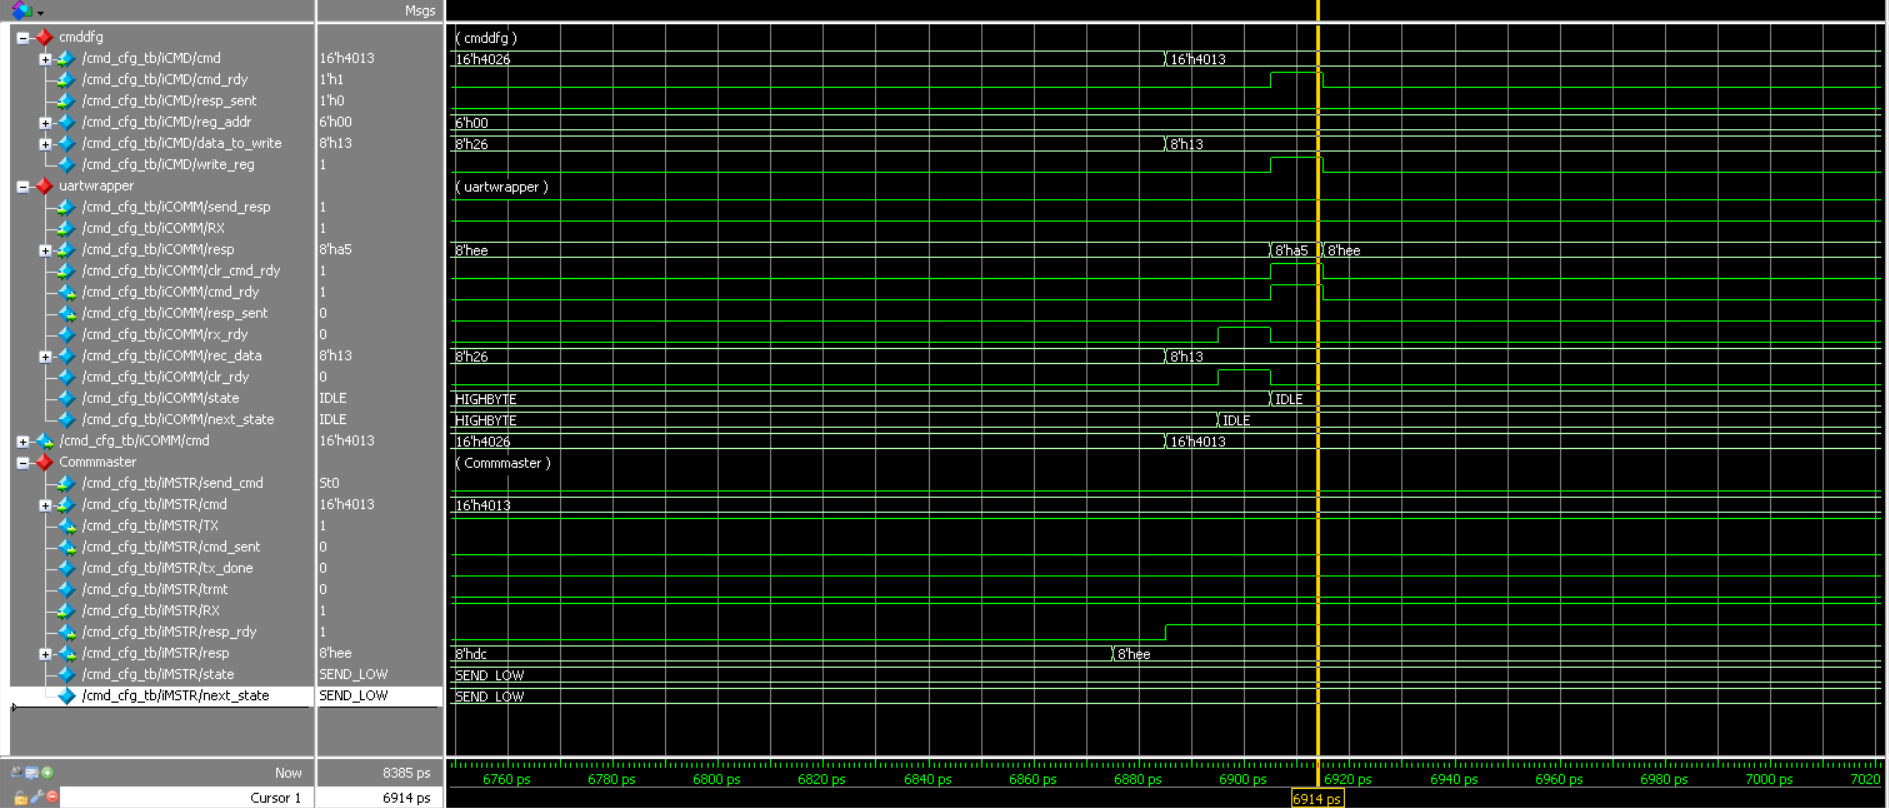 Msgs
cmddfg ( cmddfg )
/cmd_cfg_tb/iCMD/cmd 16'h4013 16'h4026 16'h4013
/cmd_cfg_tb/iCMD/cmd_rdy 1'h1
/cmd_cfg_tb/iCMD/resp_sent 1'h0
/cmd_cfg_tb/iCMD/reg_addr 6'h00 6'h00
/cmd_cfg_tb/iCMD/data_to_write 8'h13 8'h26 8'h13
/cmd_cfg_tb/iCMD/write_reg 1
uartwrapper ( uartwrapper )
/cmd_cfg_tb/iCOMM/send_resp 1
/cmd_cfg_tb/iCOMM/RX 1
/cmd_cfg_tb/iCOMM/resp 8'ha5 8'hee 8'ha5 8'hee
/cmd_cfg_tb/iCOMM/clr_cmd_rdy 1
/cmd_cfg_tb/iCOMM/cmd_rdy 1
/cmd_cfg_tb/iCOMM/resp_sent 0
/cmd_cfg_tb/iCOMM/rx_rdy 0
/cmd_cfg_tb/iCOMM/rec_data 8'h13 8'h26 8'h13
/cmd_cfg_tb/iCOMM/clr_rdy 0
/cmd_cfg_tb/iCOMM/state IDLE HIGHBYTE IDLE
/cmd_cfg_tb/iCOMM/next_state IDLE HIGHBYTE IDLE
/cmd_cfg_tb/iCOMM/cmd 16'h4013 16'h4026 16'h4013
Commmaster ( Commmaster )
/cmd_cfg_tb/iMSTR/send_cmd St0
/cmd_cfg_tb/iMSTR/cmd 16'h4013 16'h4013
/cmd_cfg_tb/iMSTR/TX 1
/cmd_cfg_tb/iMSTR/cmd_sent 0
/cmd_cfg_tb/iMSTR/tx_done 0
/cmd_cfg_tb/iMSTR/trmt 0
/cmd_cfg_tb/iMSTR/RX 1
/cmd_cfg_tb/iMSTR/resp_rdy 1
/cmd_cfg_tb/iMSTR/resp 8'hee 8'hdc 8'hee
/cmd_cfg_tb/iMSTR/state SEND_LOW SEND_LOW
/cmd_cfg_tb/iMSTR/next_state SEND_LOW SEND_LOW
Now 8385 ps 6760 ps 6780 ps 6800 ps 6820 ps 6840 ps 6860 ps 6880 ps 6900 ps 6920 ps 6940 ps 6960 ps 6980 ps 7000 ps 7020
Cursor 1 6914 ps 6914 ps